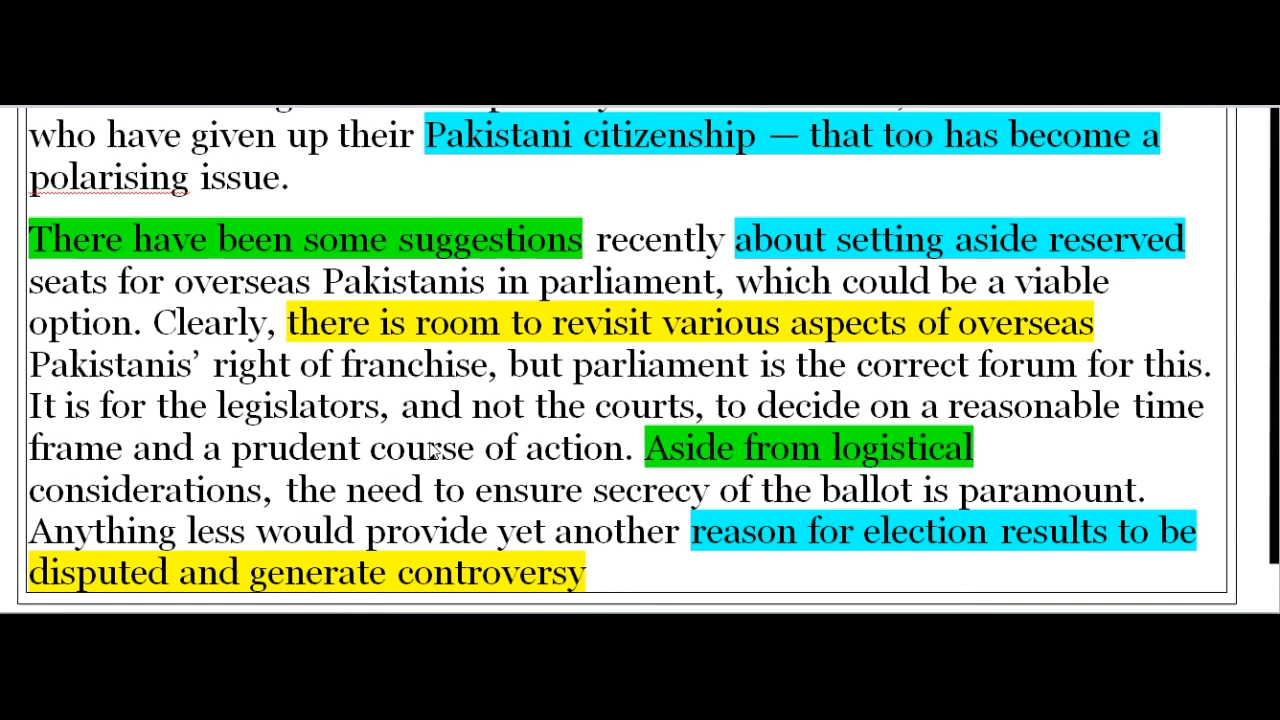 who have given up their Pakistani citizenship — that too has become a
polarising issue.
There have been some suggestions recently about setting aside reserved
seats for overseas Pakistanis in parliament, which could be a viable
option. Clearly, there is room to revisit various aspects of overseas
Pakistanis’ right of franchise, but parliament is the correct forum for this.
It is for the legislators, and not the courts, to decide on a reasonable time
frame and a prudent course of action. Aside from logistical
considerations, the need to ensure secrecy of the ballot is paramount.
Anything less would provide yet another reason for election results to be
disputed and generate controversy